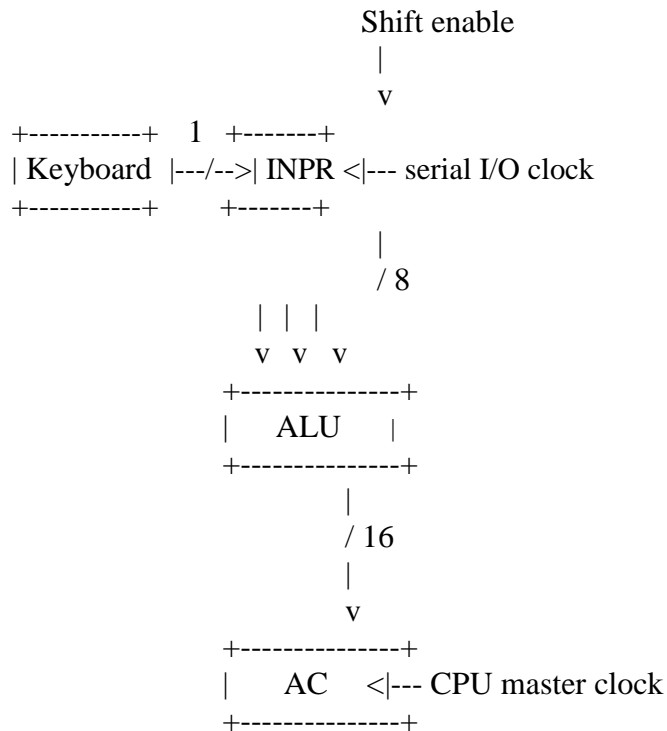 Shift enable
|
v
+-----------+ 1 +-------+
| Keyboard |---/-->| INPR <|--- serial I/O clock
+-----------+ +-------+
|
/ 8
| | |
v v v
+---------------+
| ALU |
+---------------+
|
/ 16
|
v
+---------------+
| AC <|--- CPU master clock
+---------------+